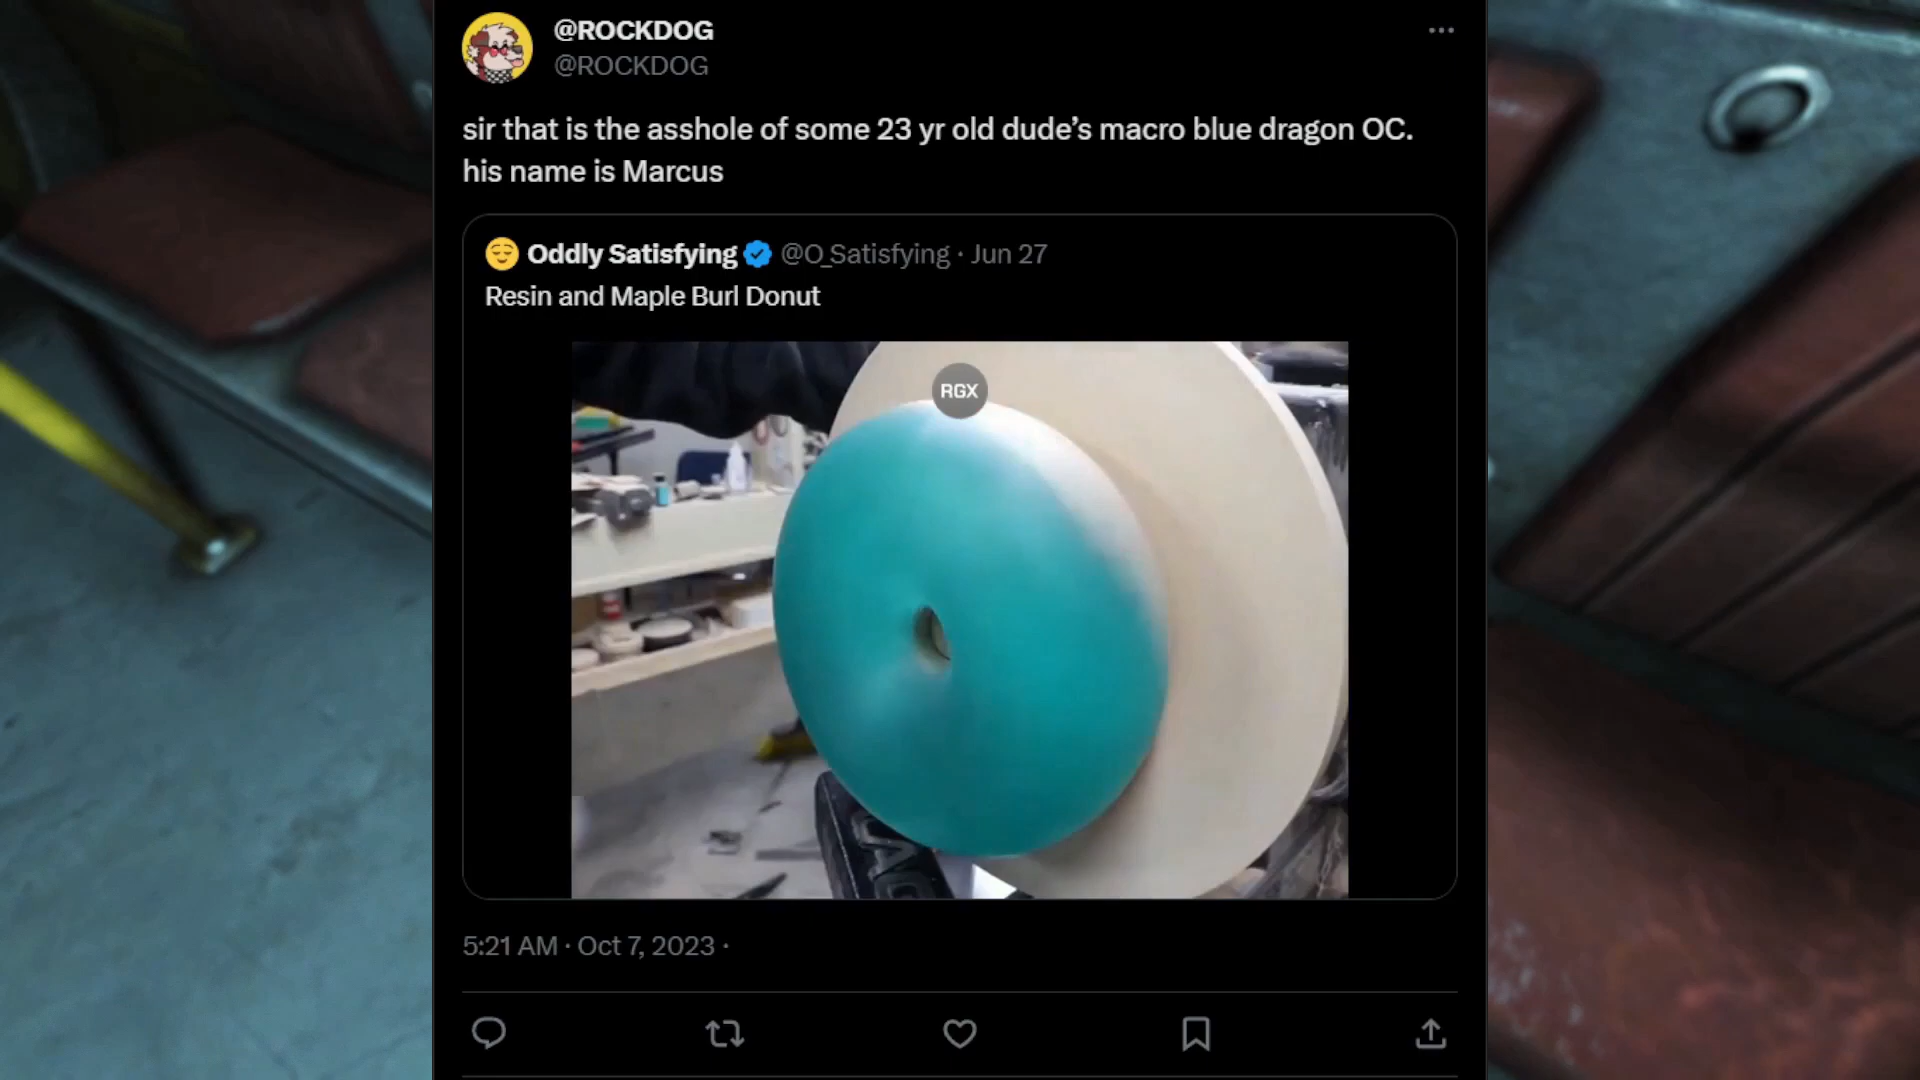 @ROCKDOG
@ROCKDOG
sir that is the asshole of some 23 yr old dude’s macro blue dragon OC.
his name is Marcus
Oddly Satisfying @O_Satisfying · Jun 27
Resin and Maple Burl Donut
RGX
5:21 AM · Oct 7, 2023 ·